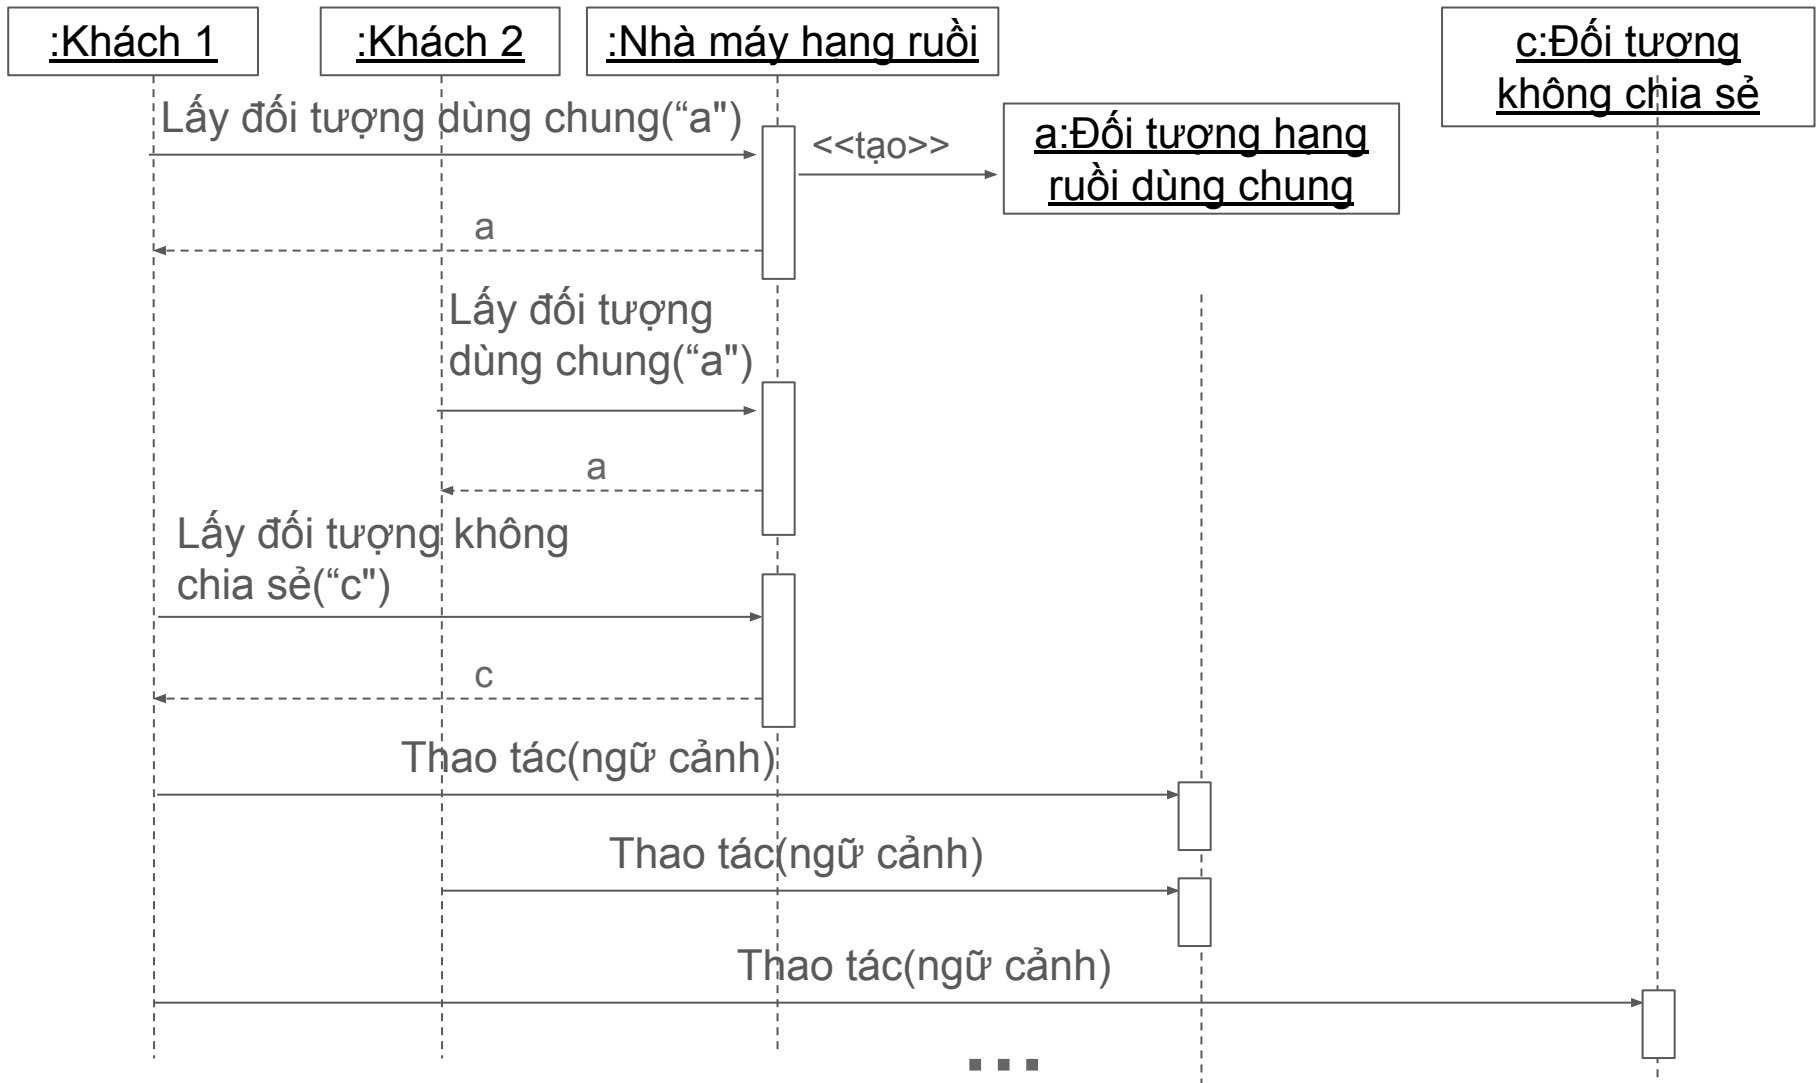 :Khách 1
:Khách 2
:Nhà máy hạng ruồi
c:Đối tượng
không chia sẻ
Lấy đối tượng dùng chung(“a")
<<tạo>>
a:Đối tượng hạng
ruồi dùng chung
a
Lấy đối tượng
dùng chung(“a")
a
Lấy đối tượng không
chia sẻ(“c")
c
Thao tác(ngữ cảnh)
Thao tác(ngữ cảnh)
Thao tác(ngữ cảnh)
...